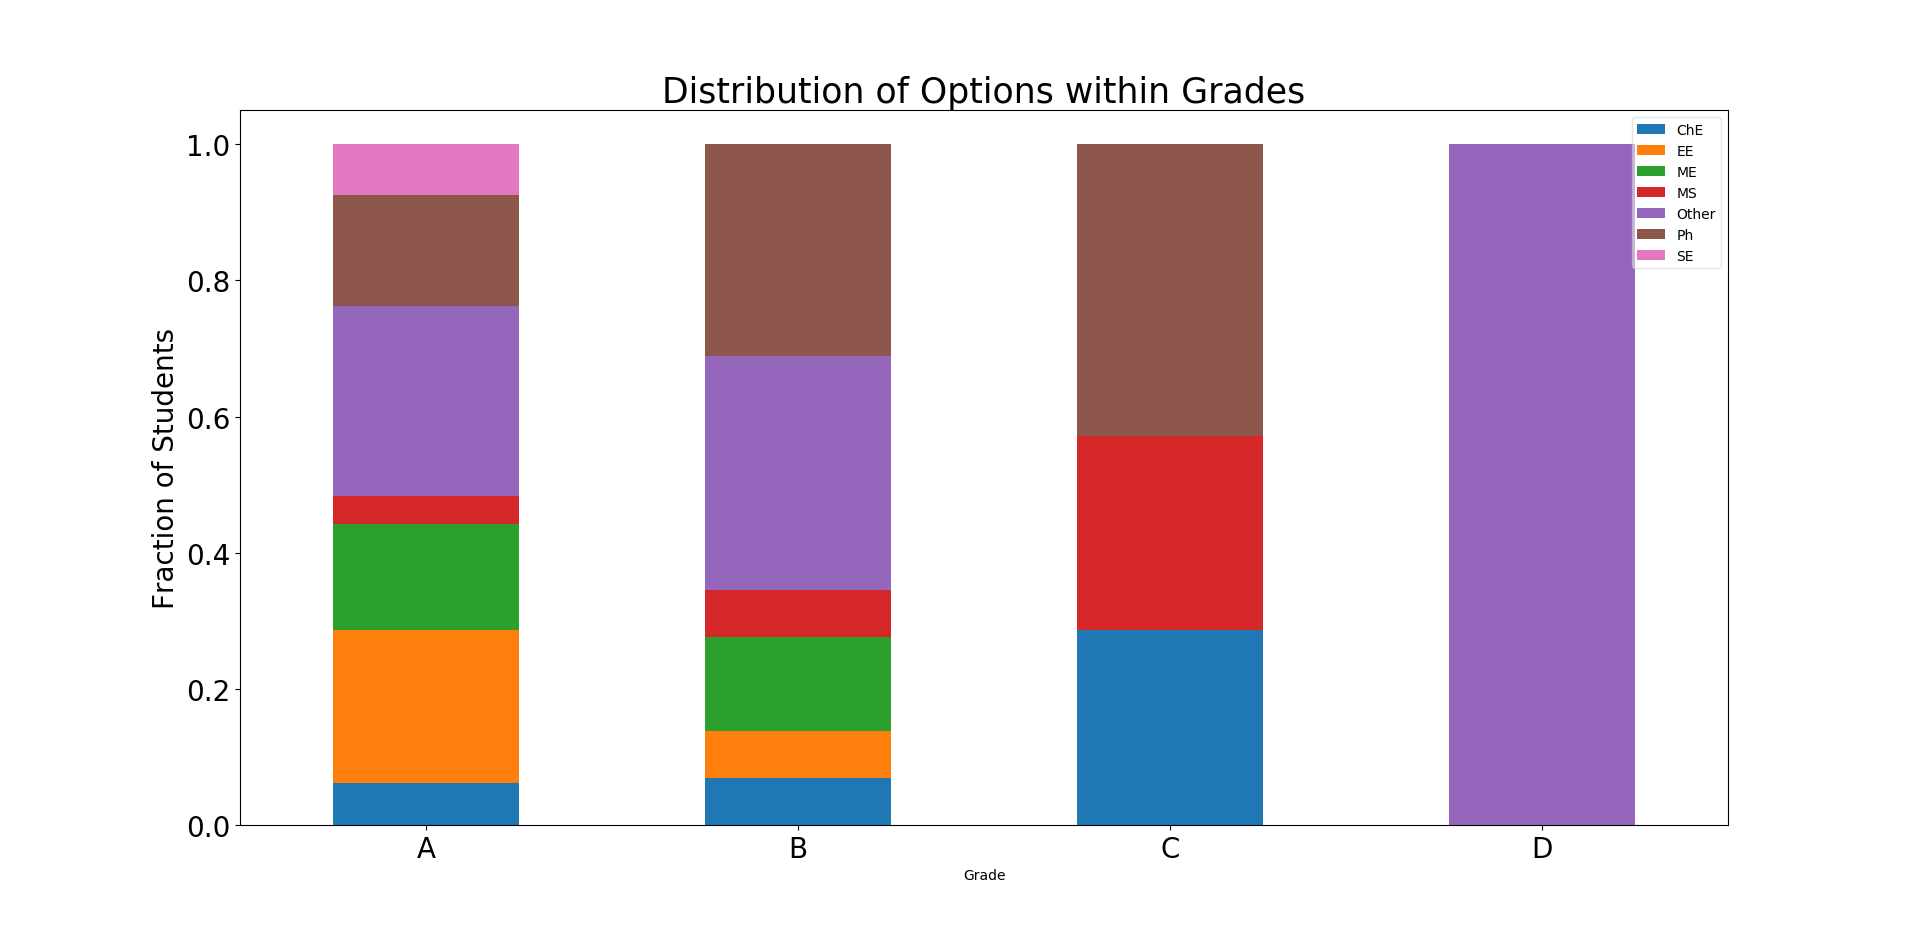 Distribution of Options within Grades
Fraction of Students
1.0
0.8
0.6
0.4
0.2
0.0
ChE
EE
ME
MS
Other
Ph
SE
A
B
C
D
Grade